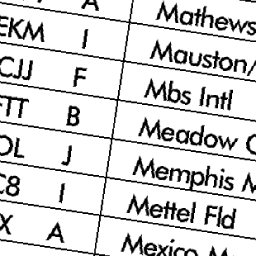 A Mathews
EKM I Mauston/
CJJ F Mbs Intl
FTT B Meadow
OL J Memphis
C8 I Mettel Fld
X A Mexico